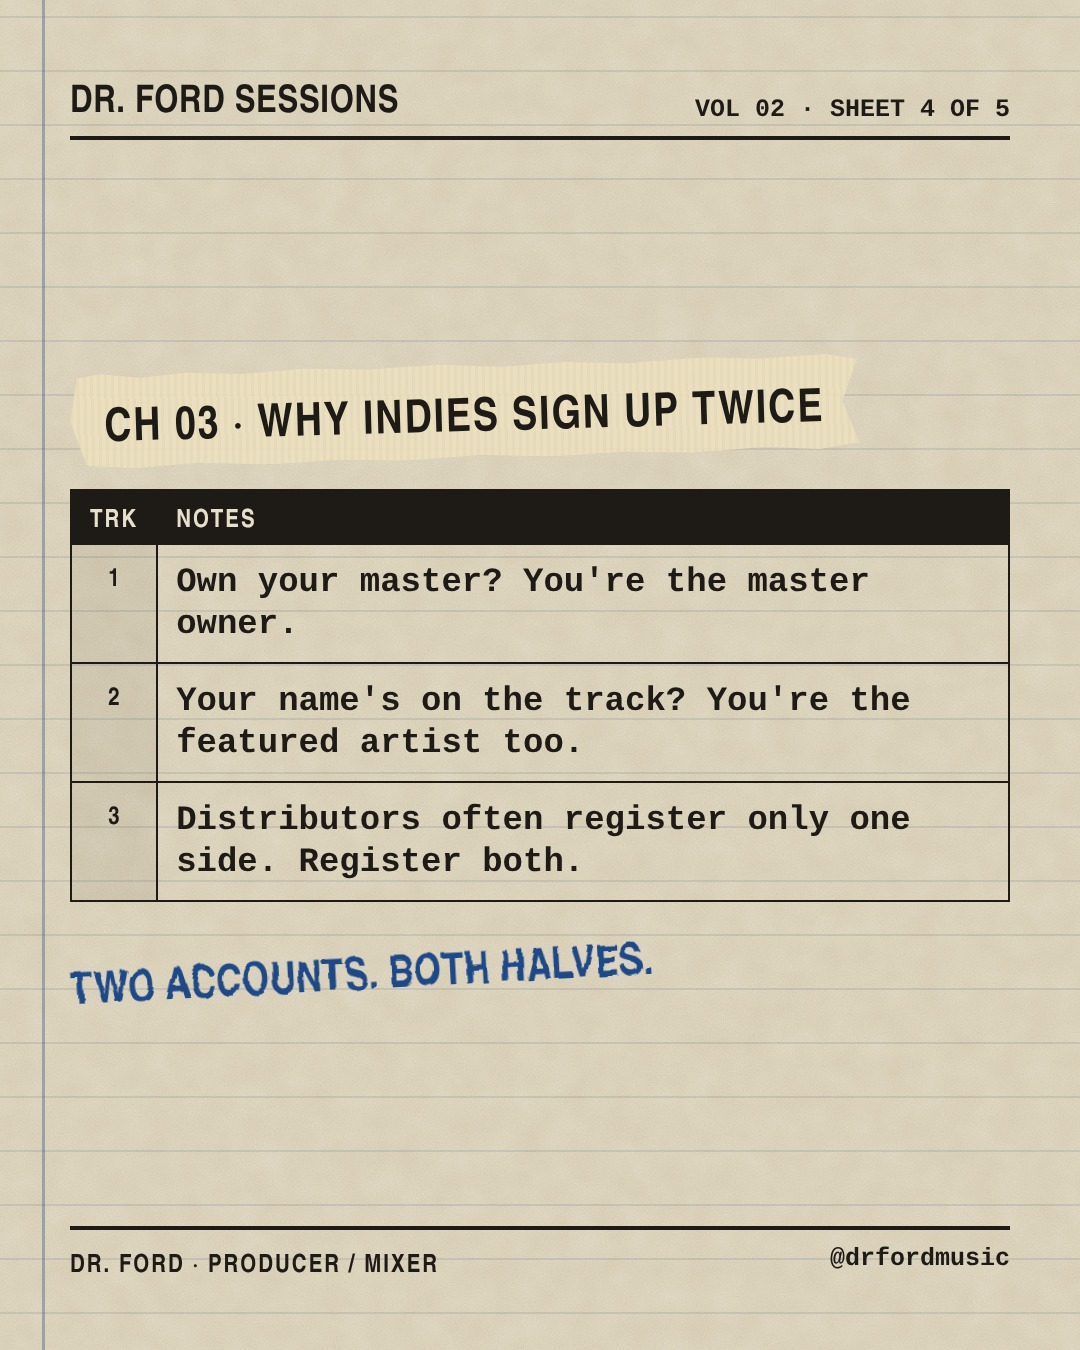 DR. FORD SESSIONS
VOL 02 · SHEET 4 OF 5
CH 03 · WHY INDIES SIGN UP TWICE
TRK NOTES
1 Own your master? You're the master
owner.
2 Your name's on the track? You're the
featured artist too.
3 Distributors often register only one
side. Register both.
TWO ACCOUNTS. BOTH HALVES.
DR. FORD · PRODUCER / MIXER
@drfordmusic